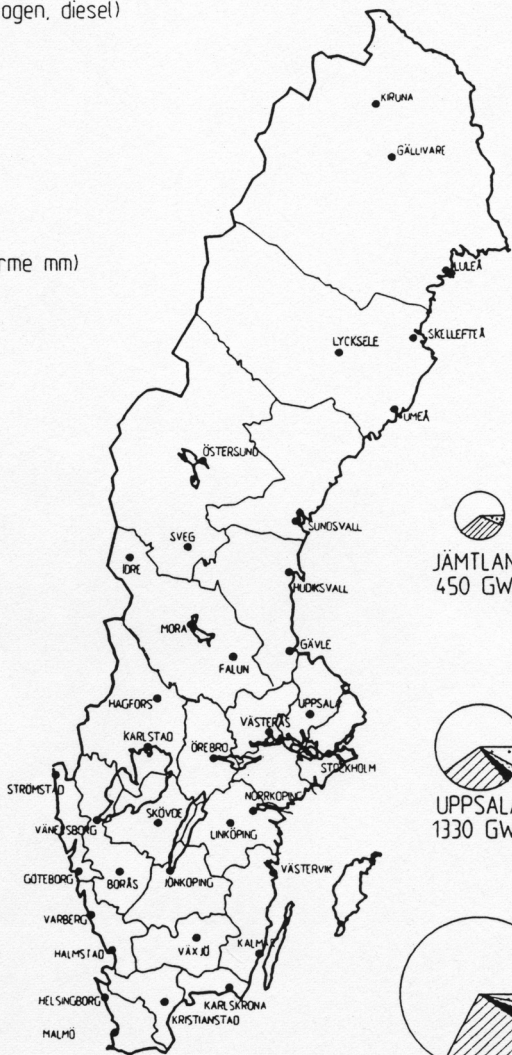 ogen, diesel)
KIRUNA
GÄLLIVARE
rme mm)
LULEÅ
SKELLEFTEÅ
LYCKSELE
UMEÅ
ÖSTERSUND
SUNDSVALL
SVEG
IDRE
JÄMTLAN
450 GW
HUDIKSVALL
MORA
GÄVLE
FALUN
HAGFORS
UPPSALA
VÄSTERÅS
KARLSTAD
ÖREBRO
STOCKHOLM
STRÖMSTAD
NORRKÖPING
UPPSALA
1330 GW
SKÖVDE
VÄNERSBORG
LINKÖPING
GÖTEBORG
BORÅS
JÖNKÖPING
VÄSTERVIK
VARBERG
VÄXJÖ
KALMAR
HALMSTAD
HELSINGBORG
KARLSKRONA
KRISTIANSTAD
MALMÖ